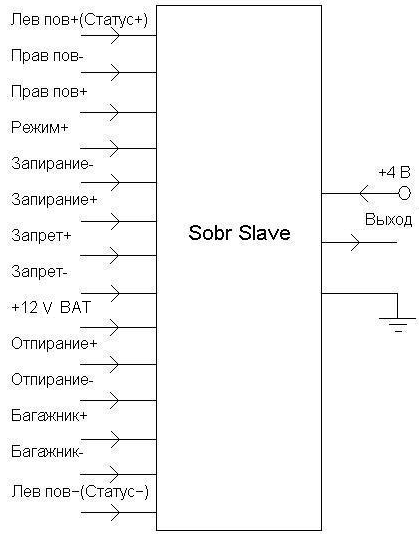 Лев пов+(Статус+)
Прав пов-
Прав пов+
Режим+
Запирание-
Запирание+
Запрет+
Запрет-
+12 V BAT
Отпирание+
Отпирание-
Багажник+
Багажник-
Лев пов-(Статус-)
Sobr Slave
+4 В
Выход